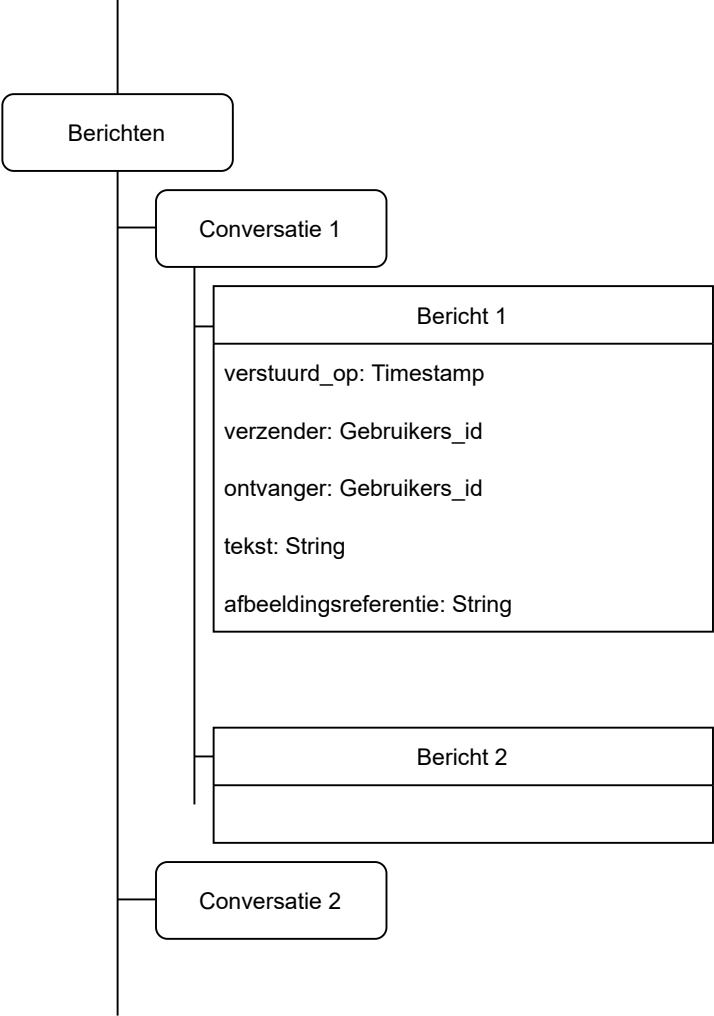 Berichten
Conversatie 1
Bericht 1
verstuurd_op: Timestamp
verzender: Gebruikers_id
ontvanger: Gebruikers_id
tekst: String
afbeeldingsreferentie: String
Bericht 2
Conversatie 2